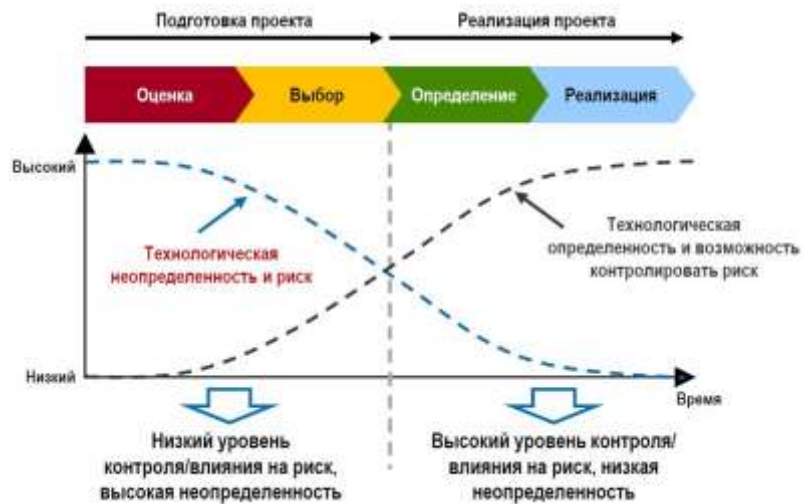 Подготовка проекта
Реализация проекта
Оценка
Выбор
Определение
Реализация
Высокий
Технологическая
неопределенность и риск
Технологическая
определенность и возможность
контролировать риск
Низкий
Время
Низкий уровень
контроля/влияния на риск,
высокая неопределенность
Высокий уровень контроля/
влияния на риск, низкая
неопределенность